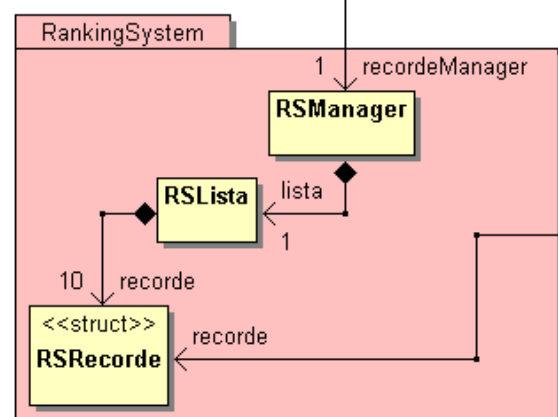 RankingSystem
1 recordeManager
RSManager
RSLista
lista
1
10 recorde
<<struct>>
RSRecorde
recorde